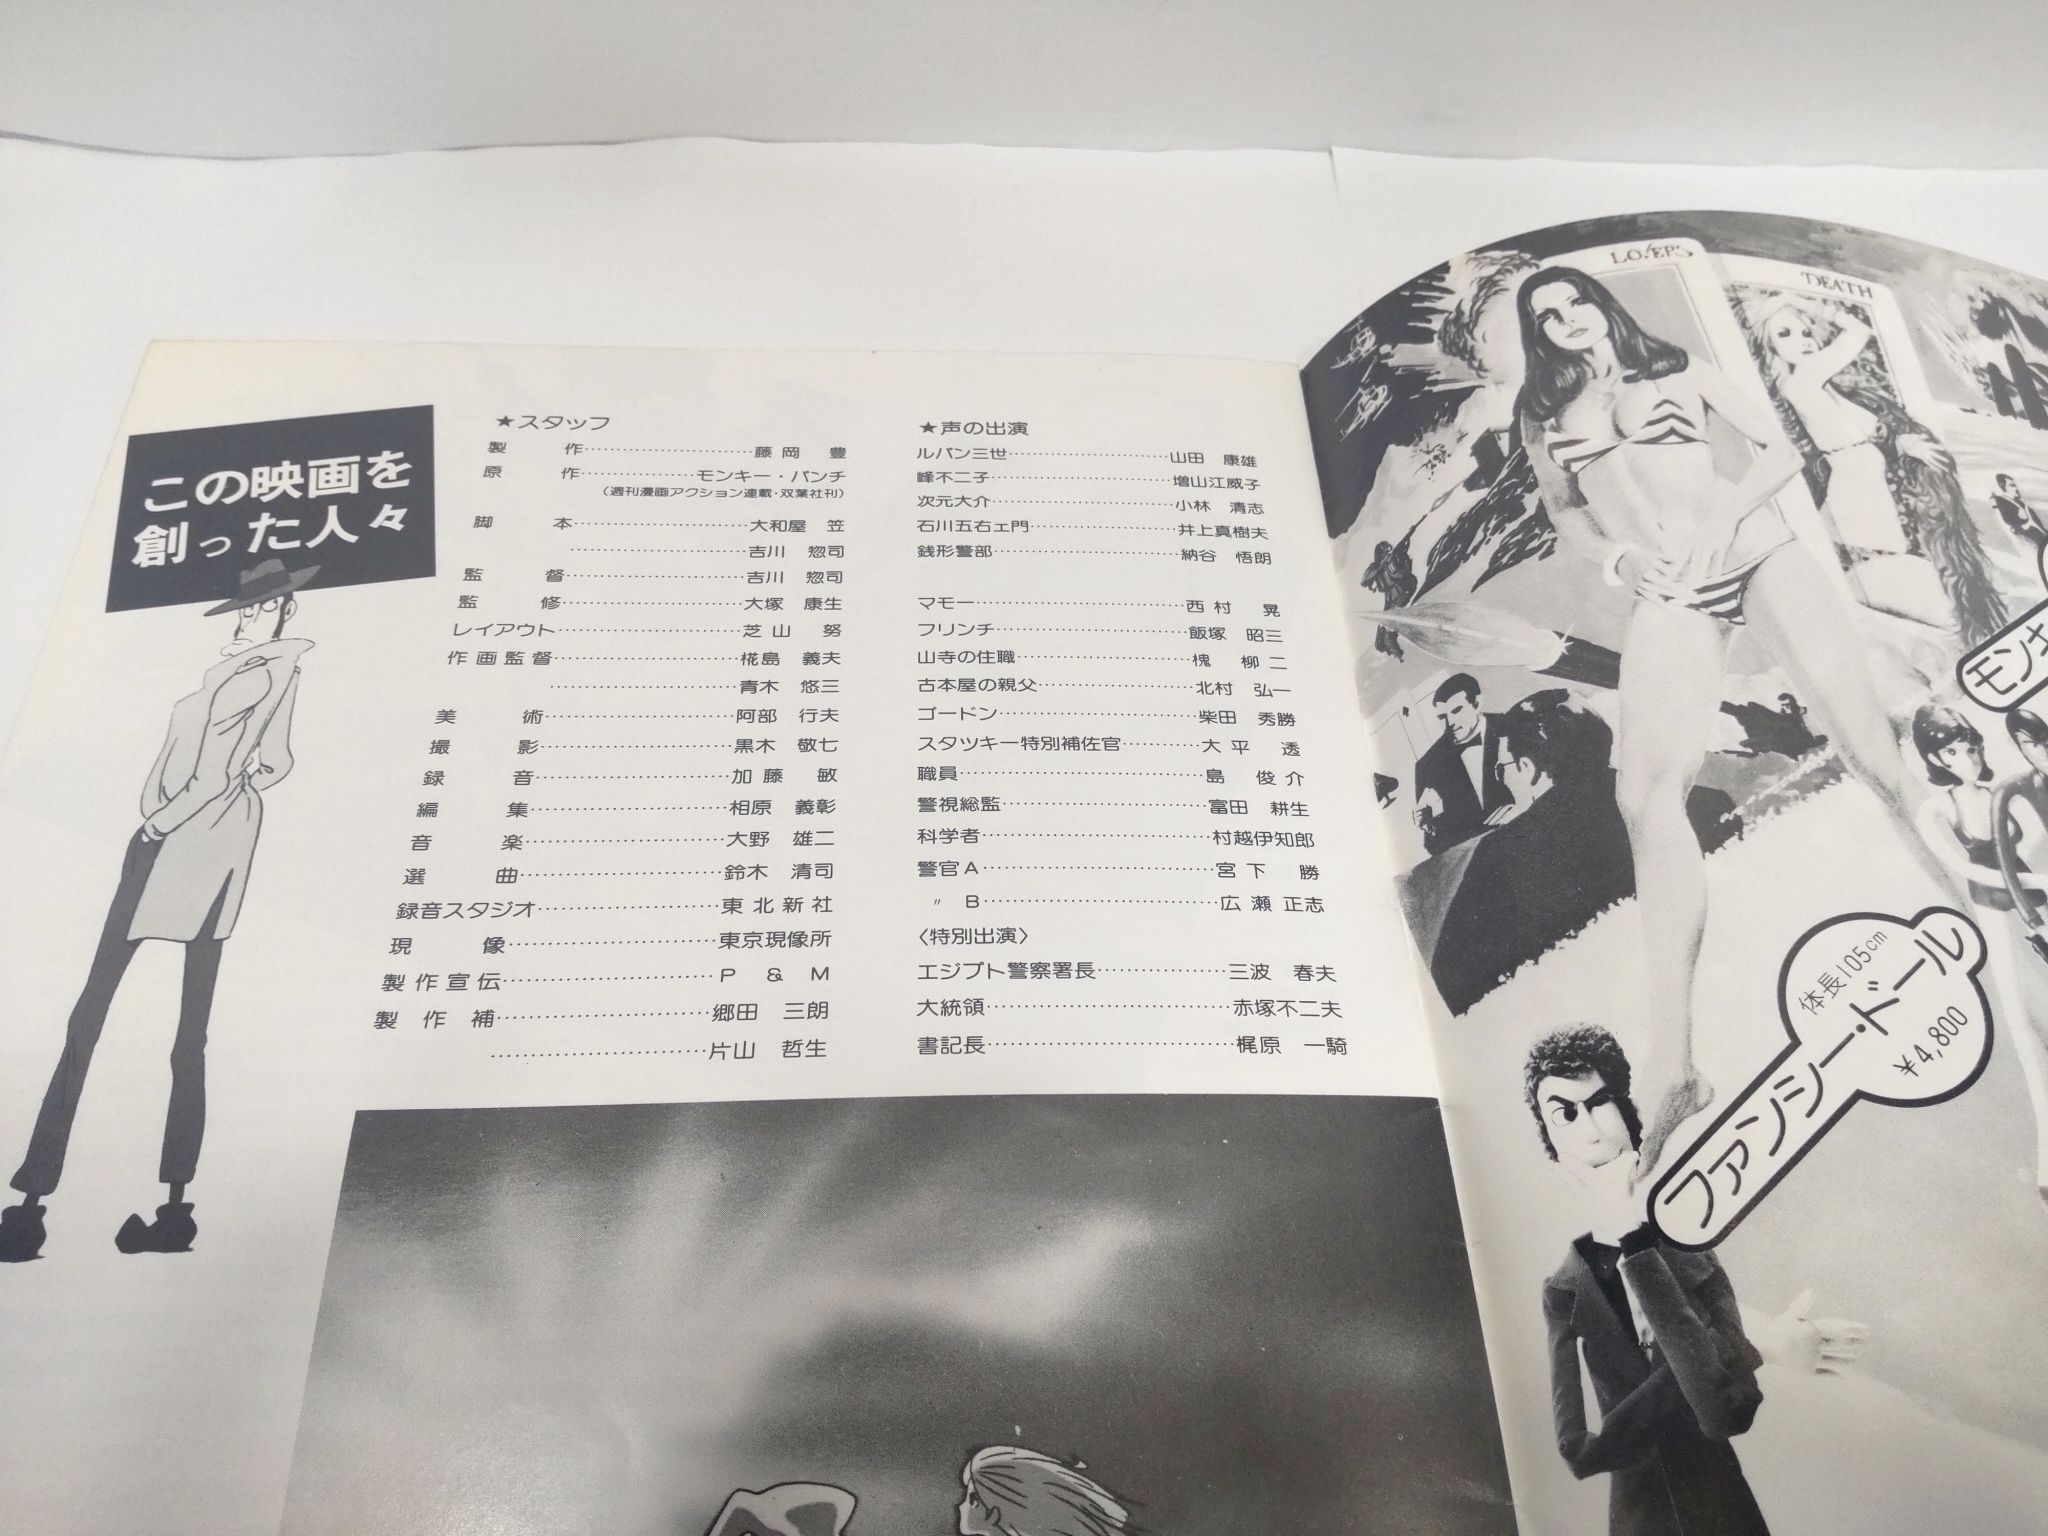 この映画を
創った人々
★スタッフ
製作……藤岡 豊
原作……モンキー・パンチ
(週刊漫画アクション連載・双葉社刊)
脚本……大和屋 竺
……吉川 惣司
監督……吉川 惣司
監修……大塚 康生
レイアウト……芝山 努
作画監督……椛島 義夫
……青木 悠三
美術……阿部 行夫
撮影……黒木 敬七
録音……加藤 敏
編集……相原 義彰
音楽……大野 雄二
選曲……鈴木 清司
録音スタジオ……東北新社
現像……東京現像所
製作宣伝……P & M
製作補……郷田 三朗
……片山 哲生
★声の出演
ルパン三世……山田 康雄
峰不二子……増山江威子
次元大介……小林 清志
石川五右ェ門……井上真樹夫
銭形警部……納谷 悟朗
マモー……西村 晃
フリンチ……飯塚 昭三
山寺の住職……槐 柳二
古本屋の親父……北村 弘一
ゴードン……柴田 秀勝
スタツキー特別補佐官……大平 透
職員……島 俊介
警視総監……富田 耕生
科学者……村越伊知郎
警官A……宮下 勝
〃 B……広瀬 正志
〈特別出演〉
エジプト警察署長……三波 春夫
大統領……赤塚不二夫
書記長……梶原 一騎
DEATH
モンキ
体長105cm
¥4,800
ファンシー・ドール